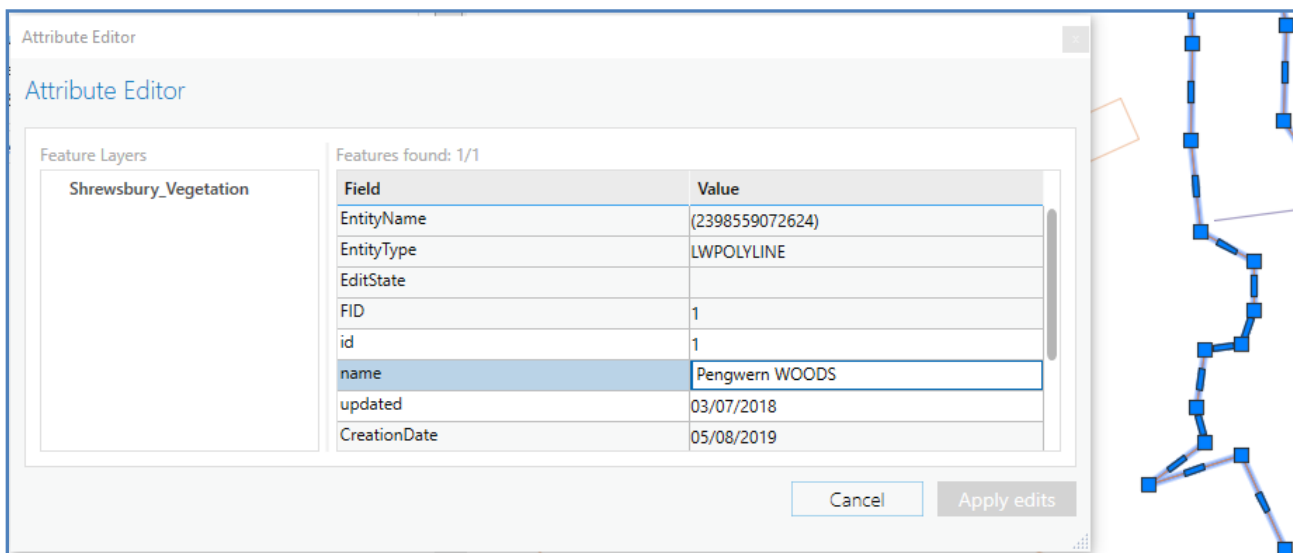 Attribute Editor
Attribute Editor
Feature Layers
Features found: 1/1
Shrewsbury_Vegetation
Field Value
EntityName (2398559072624)
EntityType LWPOLYLINE
EditState
FID 1
id 1
name Pengwern WOODS
updated 03/07/2018
CreationDate 05/08/2019
Cancel Apply edits